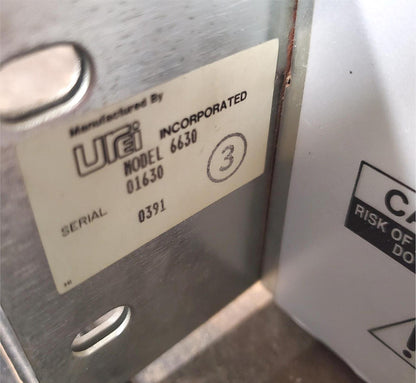 Manufactured By
Urei INCORPORATED
MODEL 6630
01630
3
SERIAL 0391
CA
RISK OF
DO